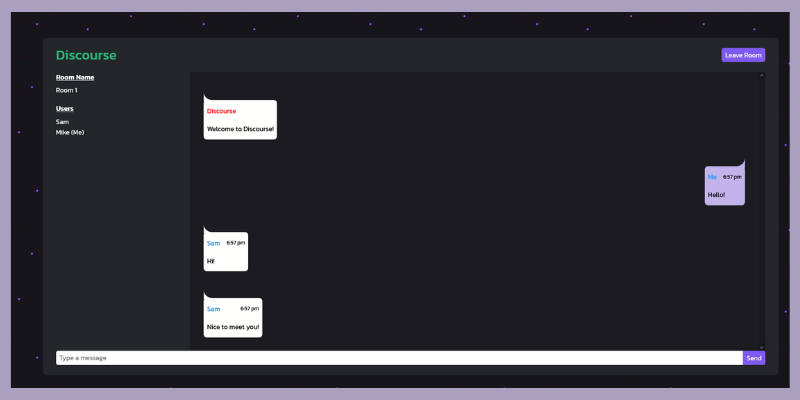 Discourse
Leave Room
Room Name
Room 1
Users
Sam
Mike (Me)
Discourse
Welcome to Discourse!
Me 6:57 pm
Hello!
Sam 6:57 pm
Hi!
Sam 6:57 pm
Nice to meet you!
Type a message
Send